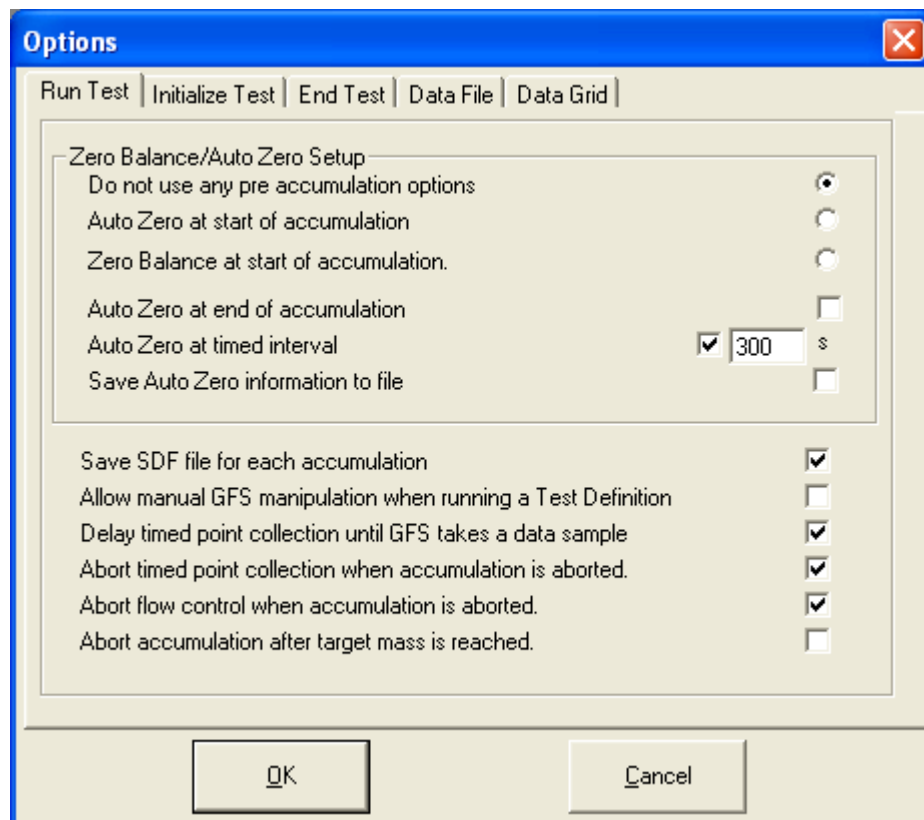 Options
Run Test Initialize Test End Test Data File Data Grid
Zero Balance/Auto Zero Setup
Do not use any pre accumulation options
Auto Zero at start of accumulation
Zero Balance at start of accumulation.
Auto Zero at end of accumulation
Auto Zero at timed interval 300 s
Save Auto Zero information to file
Save SDF file for each accumulation
Allow manual GFS manipulation when running a Test Definition
Delay timed point collection until GFS takes a data sample
Abort timed point collection when accumulation is aborted.
Abort flow control when accumulation is aborted.
Abort accumulation after target mass is reached.
OK Cancel